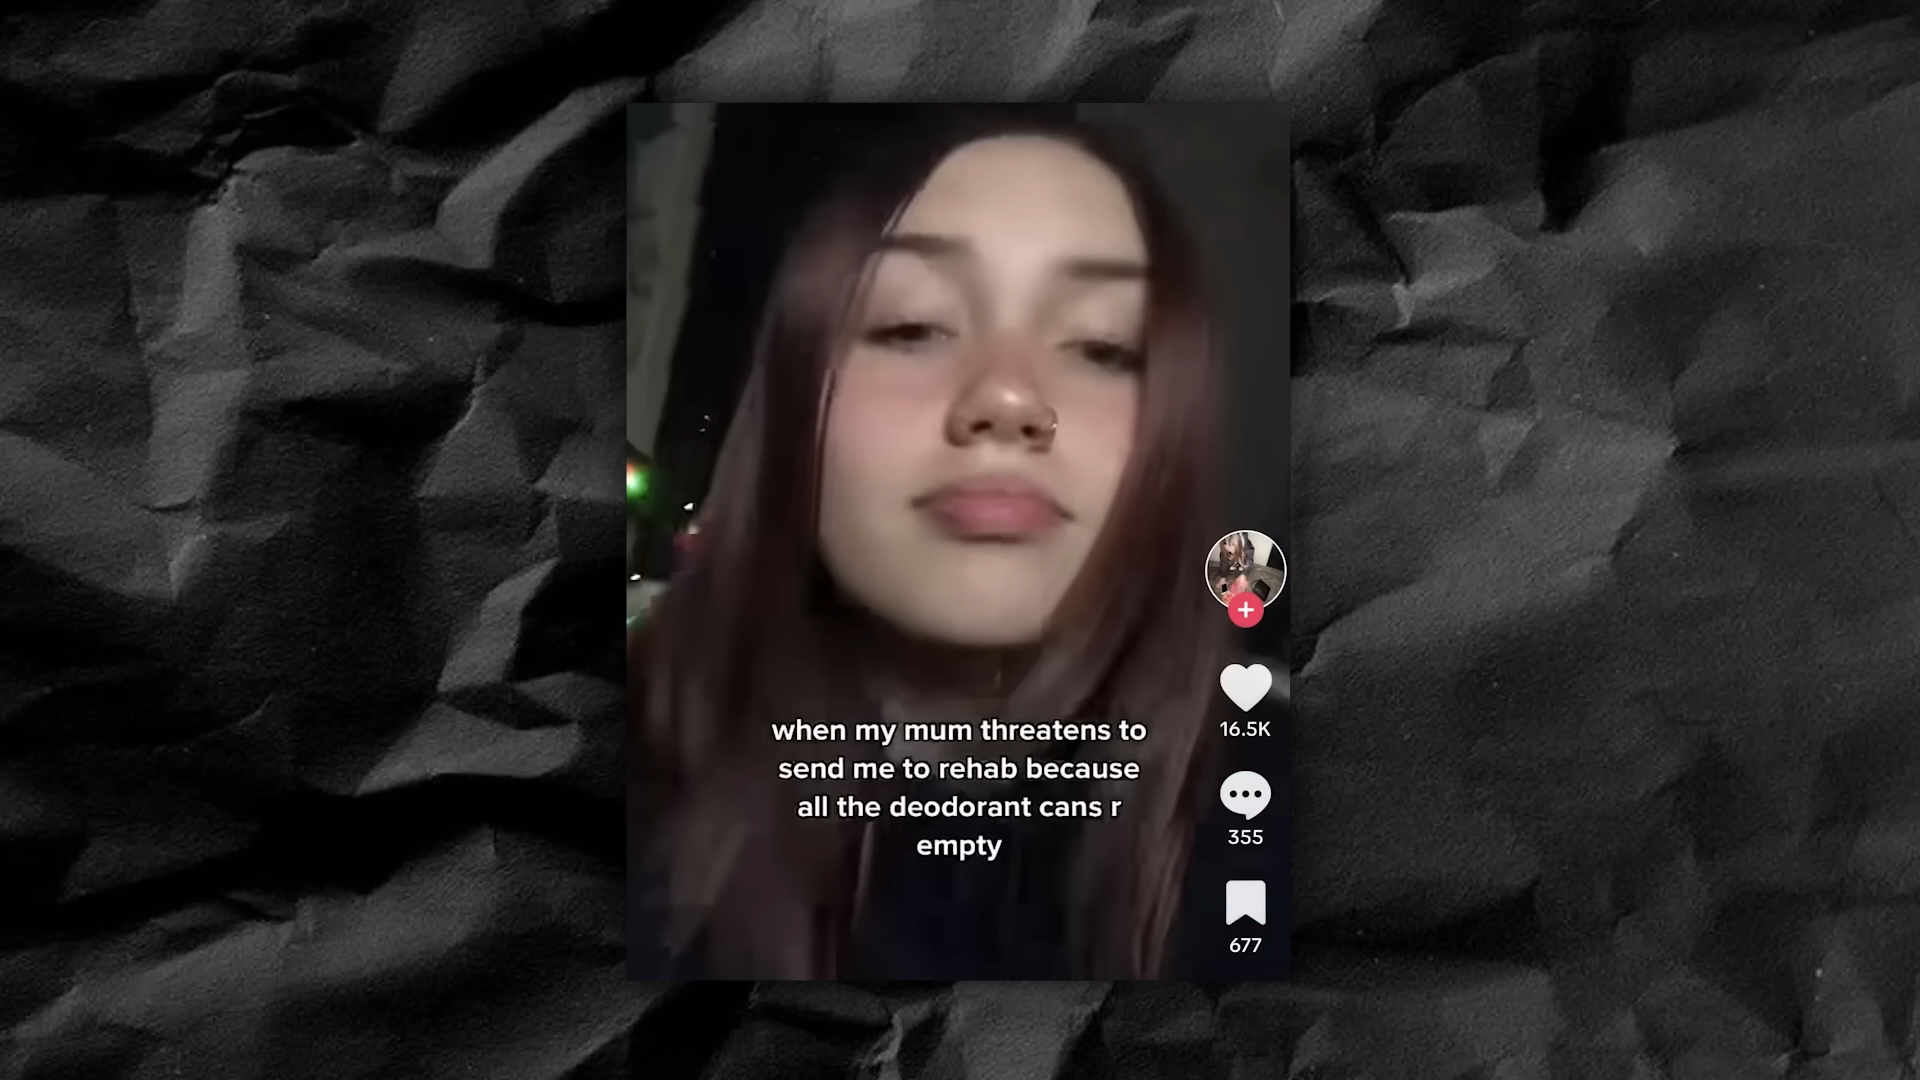 when my mum threatens to
send me to rehab because
all the deodorant cans r
empty
16.5K
355
677